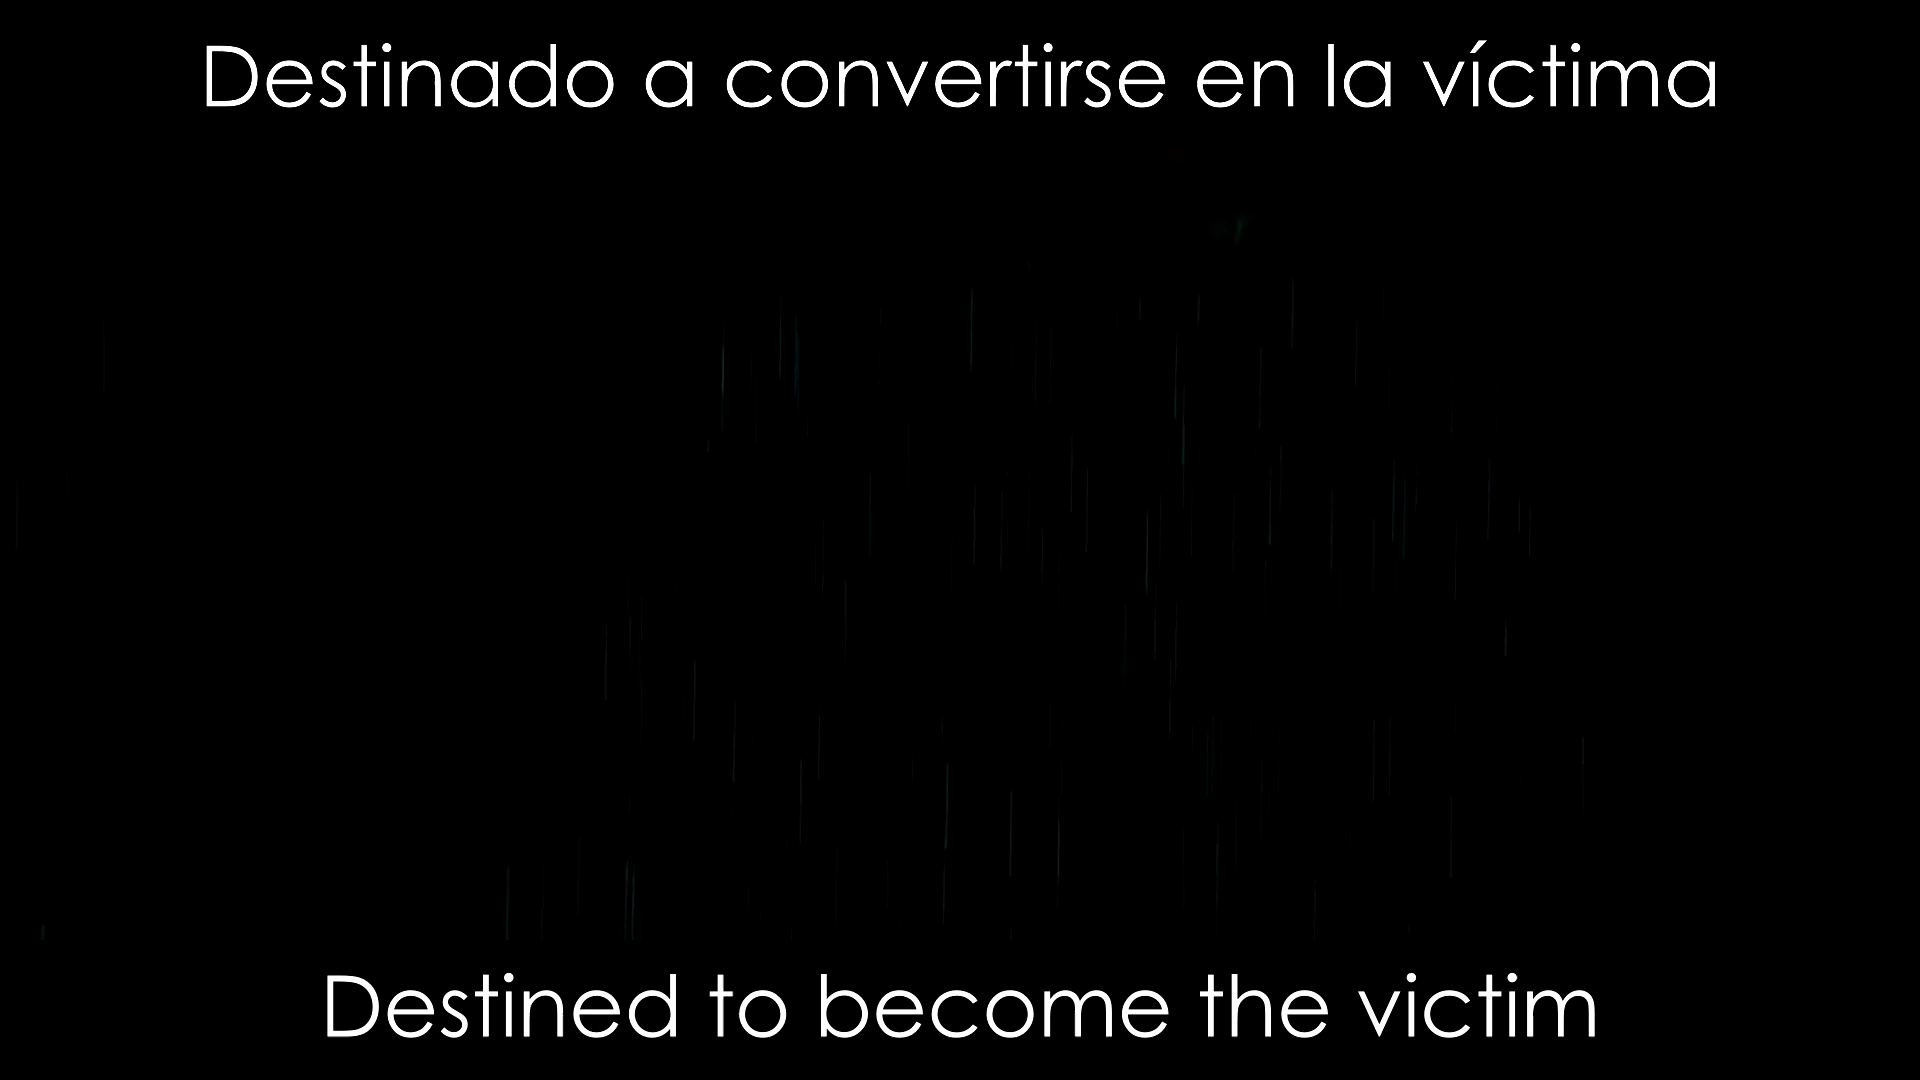 Destinado a convertirse en la víctima
Destined to become the victim